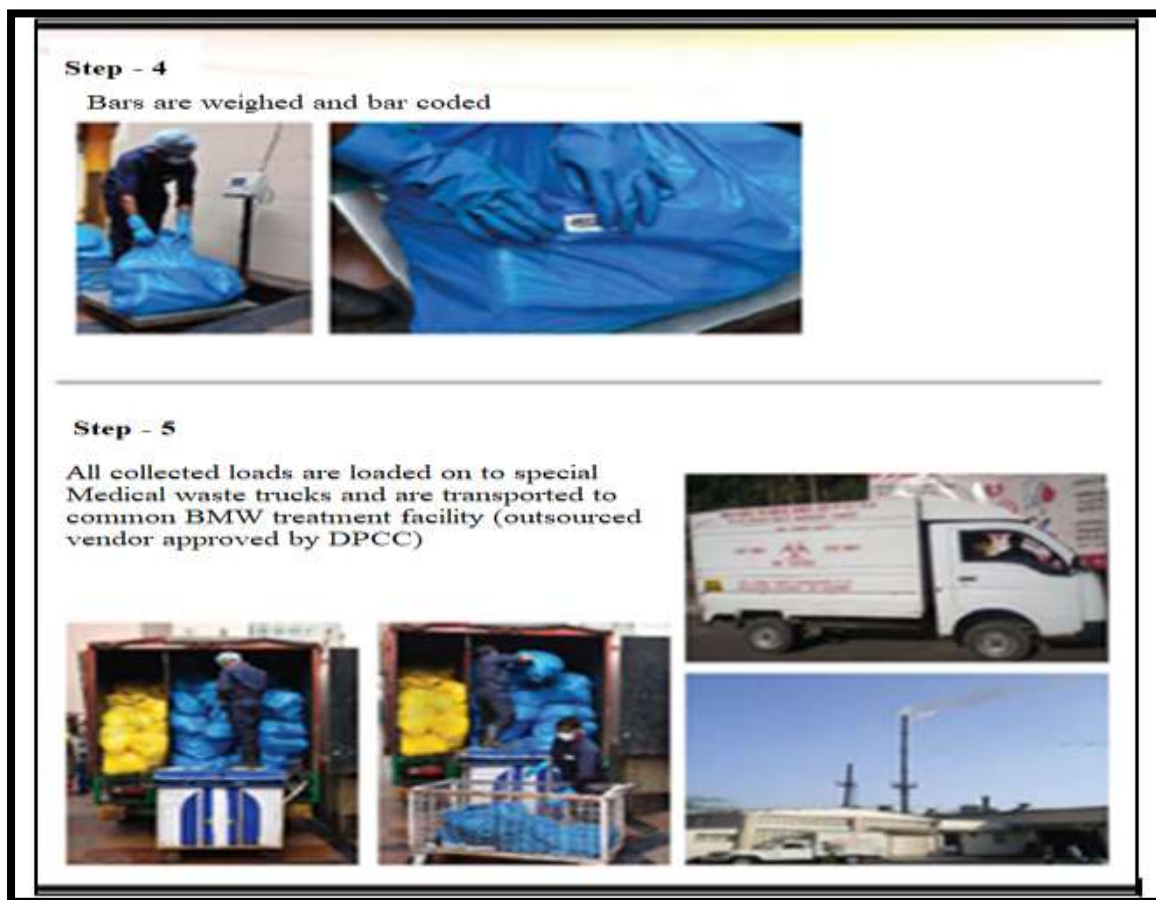 Step - 4
Bars are weighed and bar coded
Step - 5
All collected loads are loaded on to special
Medical waste trucks and are transported to
common BMW treatment facility (outsourced
vendor approved by DPCC)